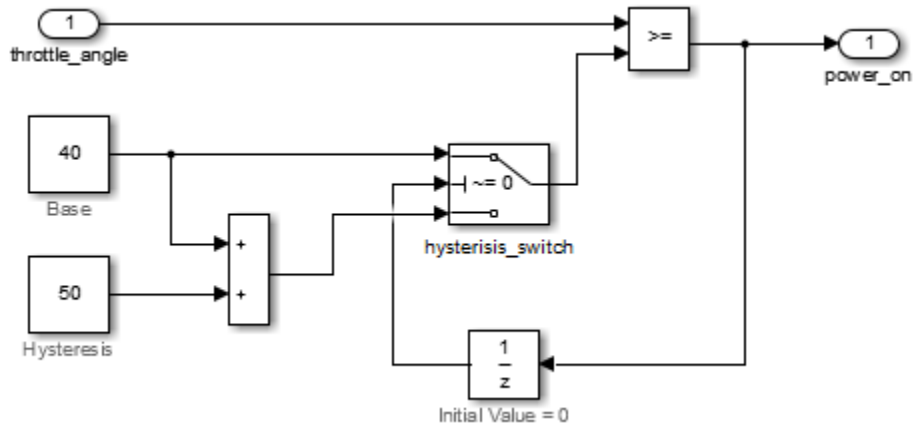 1
throttle_angle
>=
1
power_on
40
Base
~= 0
hysterisis_switch
+
+
50
Hysteresis
1
z
Initial Value = 0